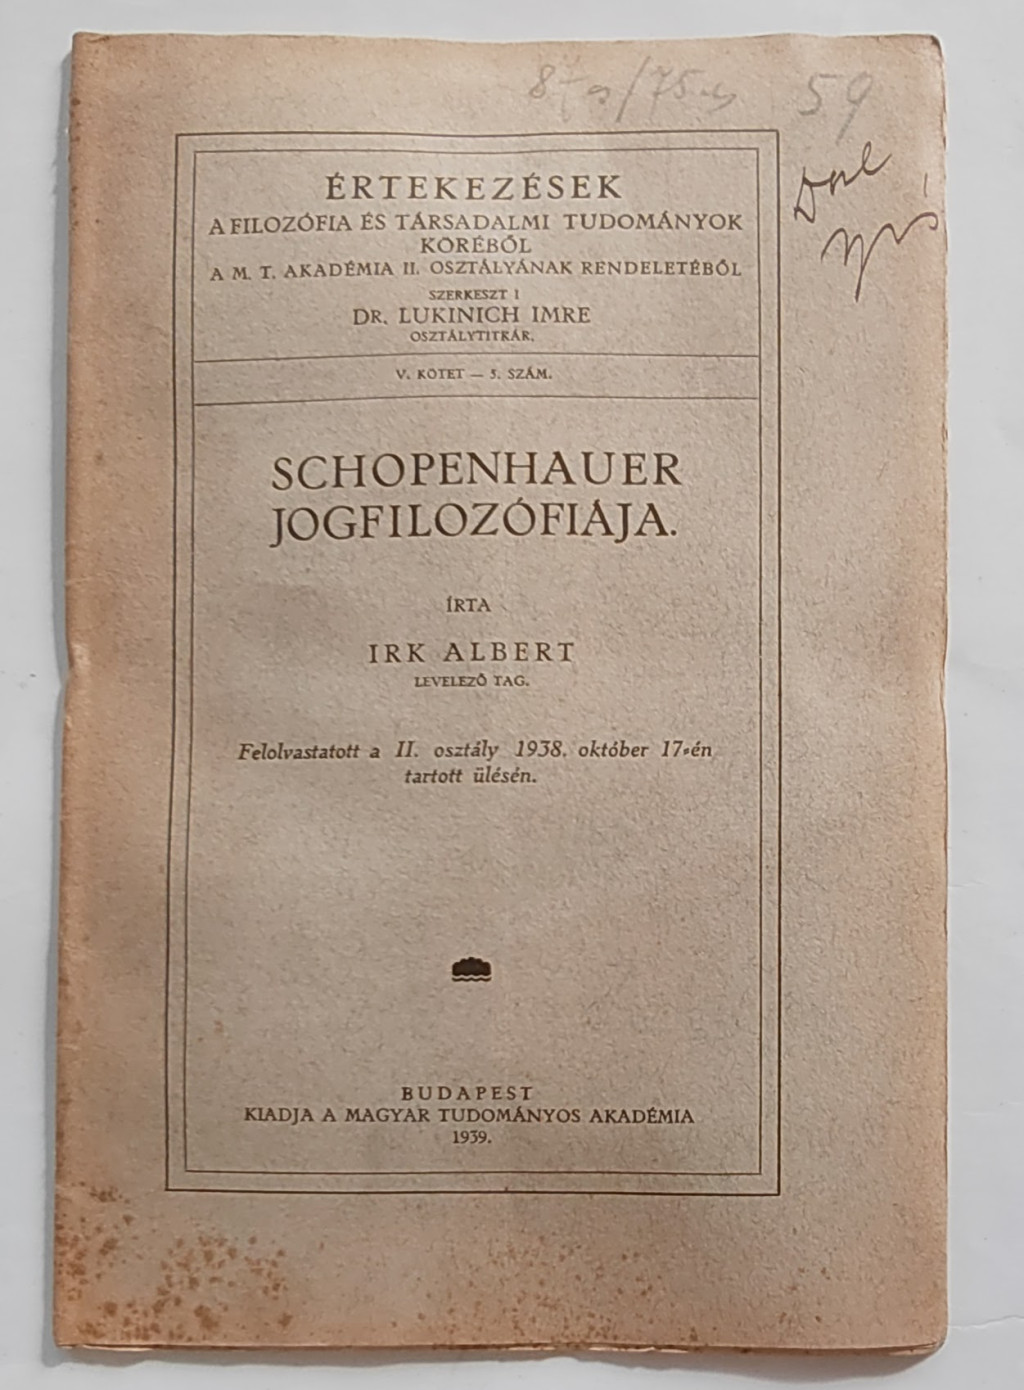 59
ÉRTEKEZÉSEK
A FILOZÓFIA ÉS TÁRSADALMI TUDOMÁNYOK
KÖRÉBŐL
A M. T. AKADÉMIA II. OSZTÁLYÁNAK RENDELETÉBŐL
SZERKESZTI
DR. LUKINICH IMRE
OSZTÁLYTITKÁR.
V. KÖTET — SZÁM.
SCHOPENHAUER
JOGFILOZÓFIÁJA.
ÍRTA
IRK ALBERT
LEVELEZŐ TAG.
Felolvastatott a II. osztály 1938. október 17-én
tartott ülésén.
BUDAPEST
KIADJA A MAGYAR TUDOMÁNYOS AKADÉMIA
1939.